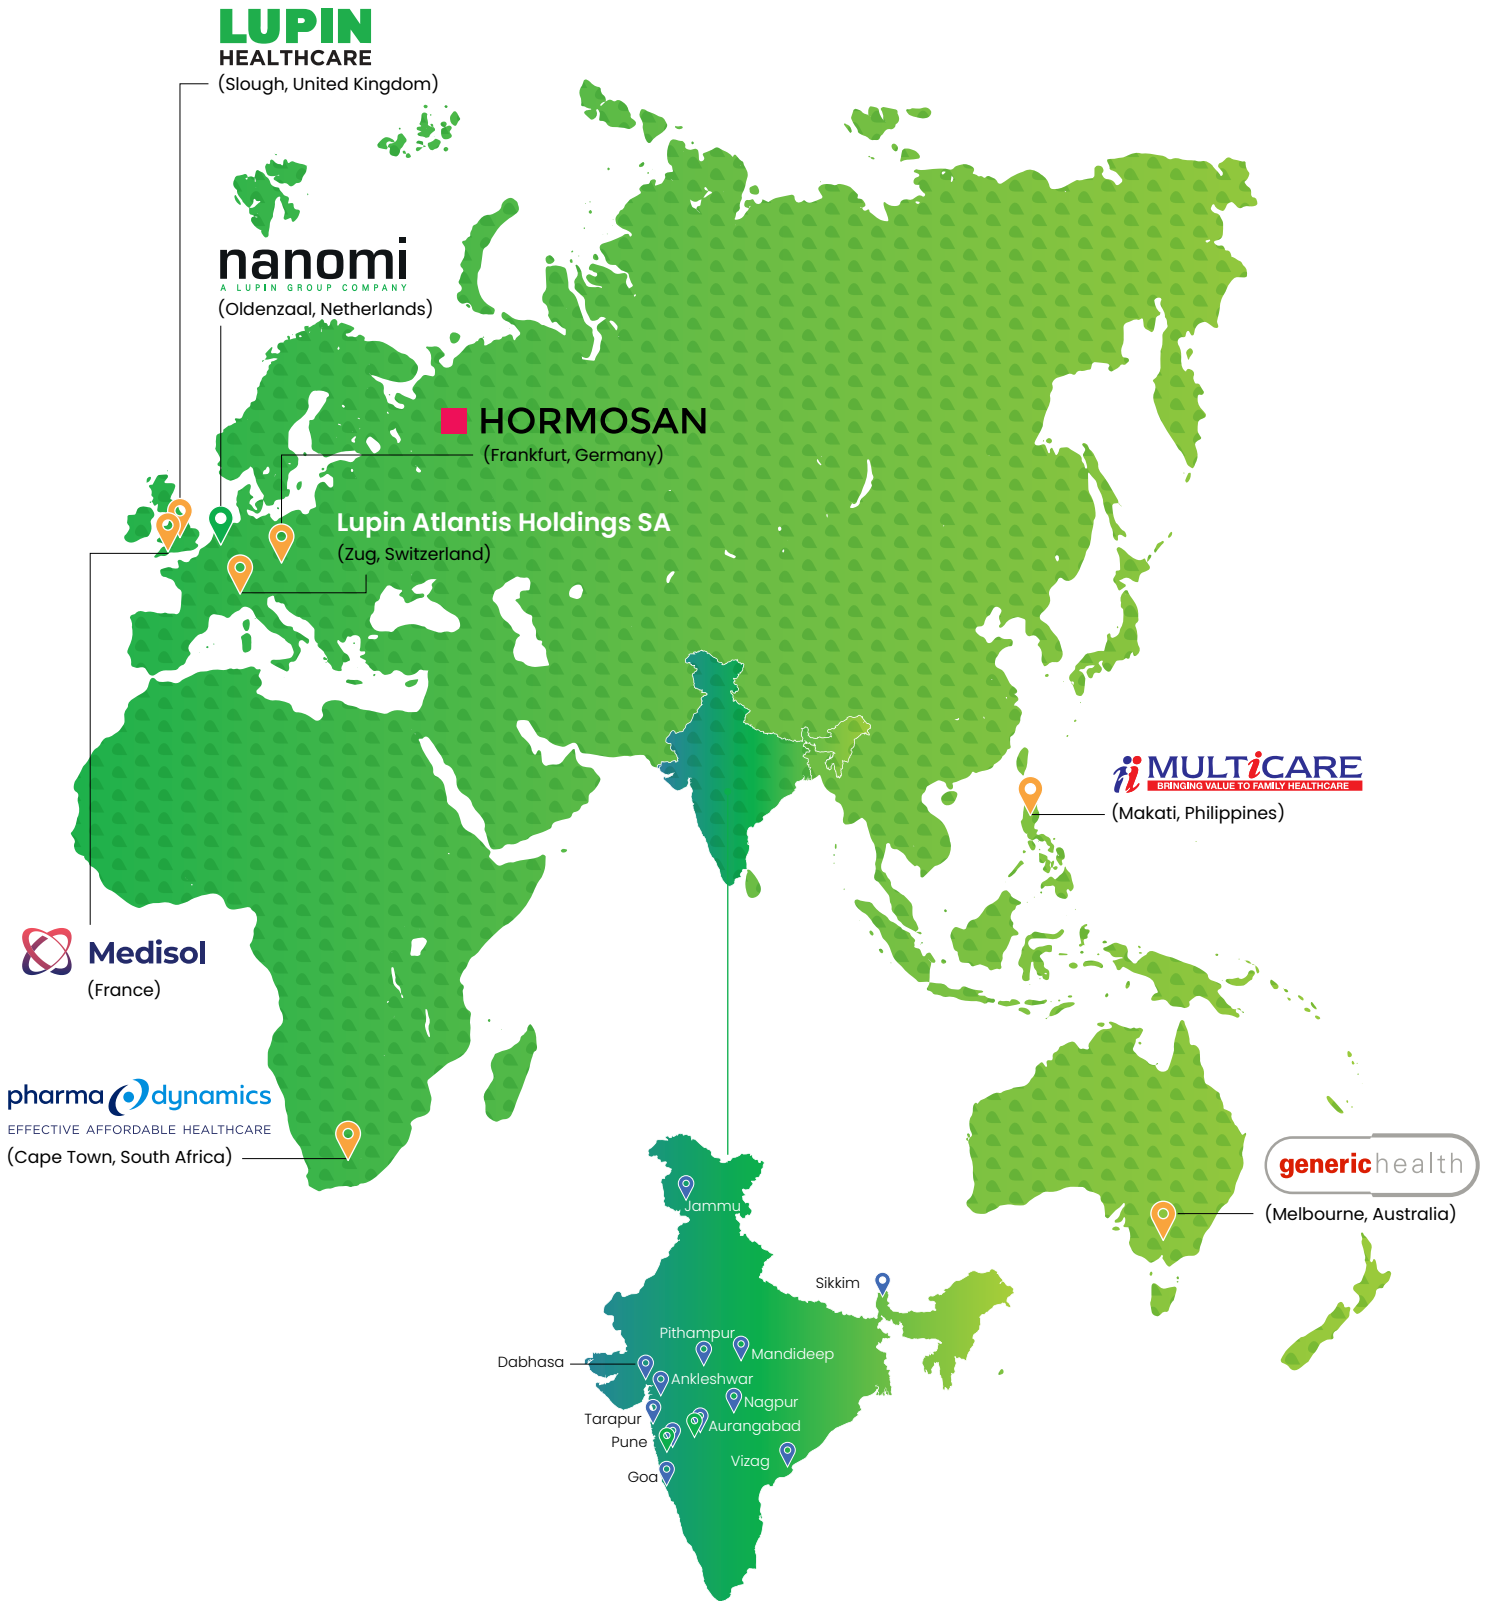 LUPIN
HEALTHCARE
(Slough, United Kingdom)
nanomi
A LUPIN GROUP COMPANY
(Oldenzaal, Netherlands)
HORMOSAN
(Frankfurt, Germany)
Lupin Atlantis Holdings SA
(Zug, Switzerland)
MULTiCARE
BRINGING VALUE TO FAMILY HEALTHCARE
(Makati, Philippines)
Medisol
(France)
pharma dynamics
EFFECTIVE AFFORDABLE HEALTHCARE
(Cape Town, South Africa)
generichealth
(Melbourne, Australia)
Jammu
Sikkim
Pithampur
Mandideep
Dabhasa
Ankleshwar
Nagpur
Tarapur
Aurangabad
Pune
Vizag
Goa